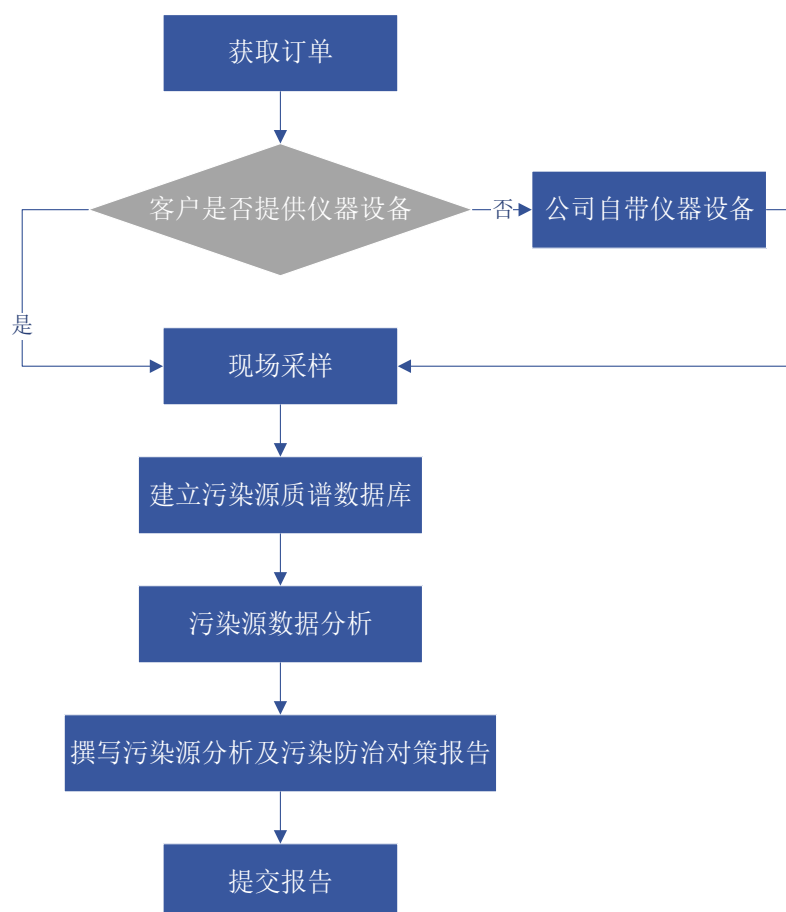 获取订单
客户是否提供仪器设备
否
公司自带仪器设备
是
现场采样
建立污染源质谱数据库
污染源数据分析
撰写污染源分析及污染防治对策报告
提交报告